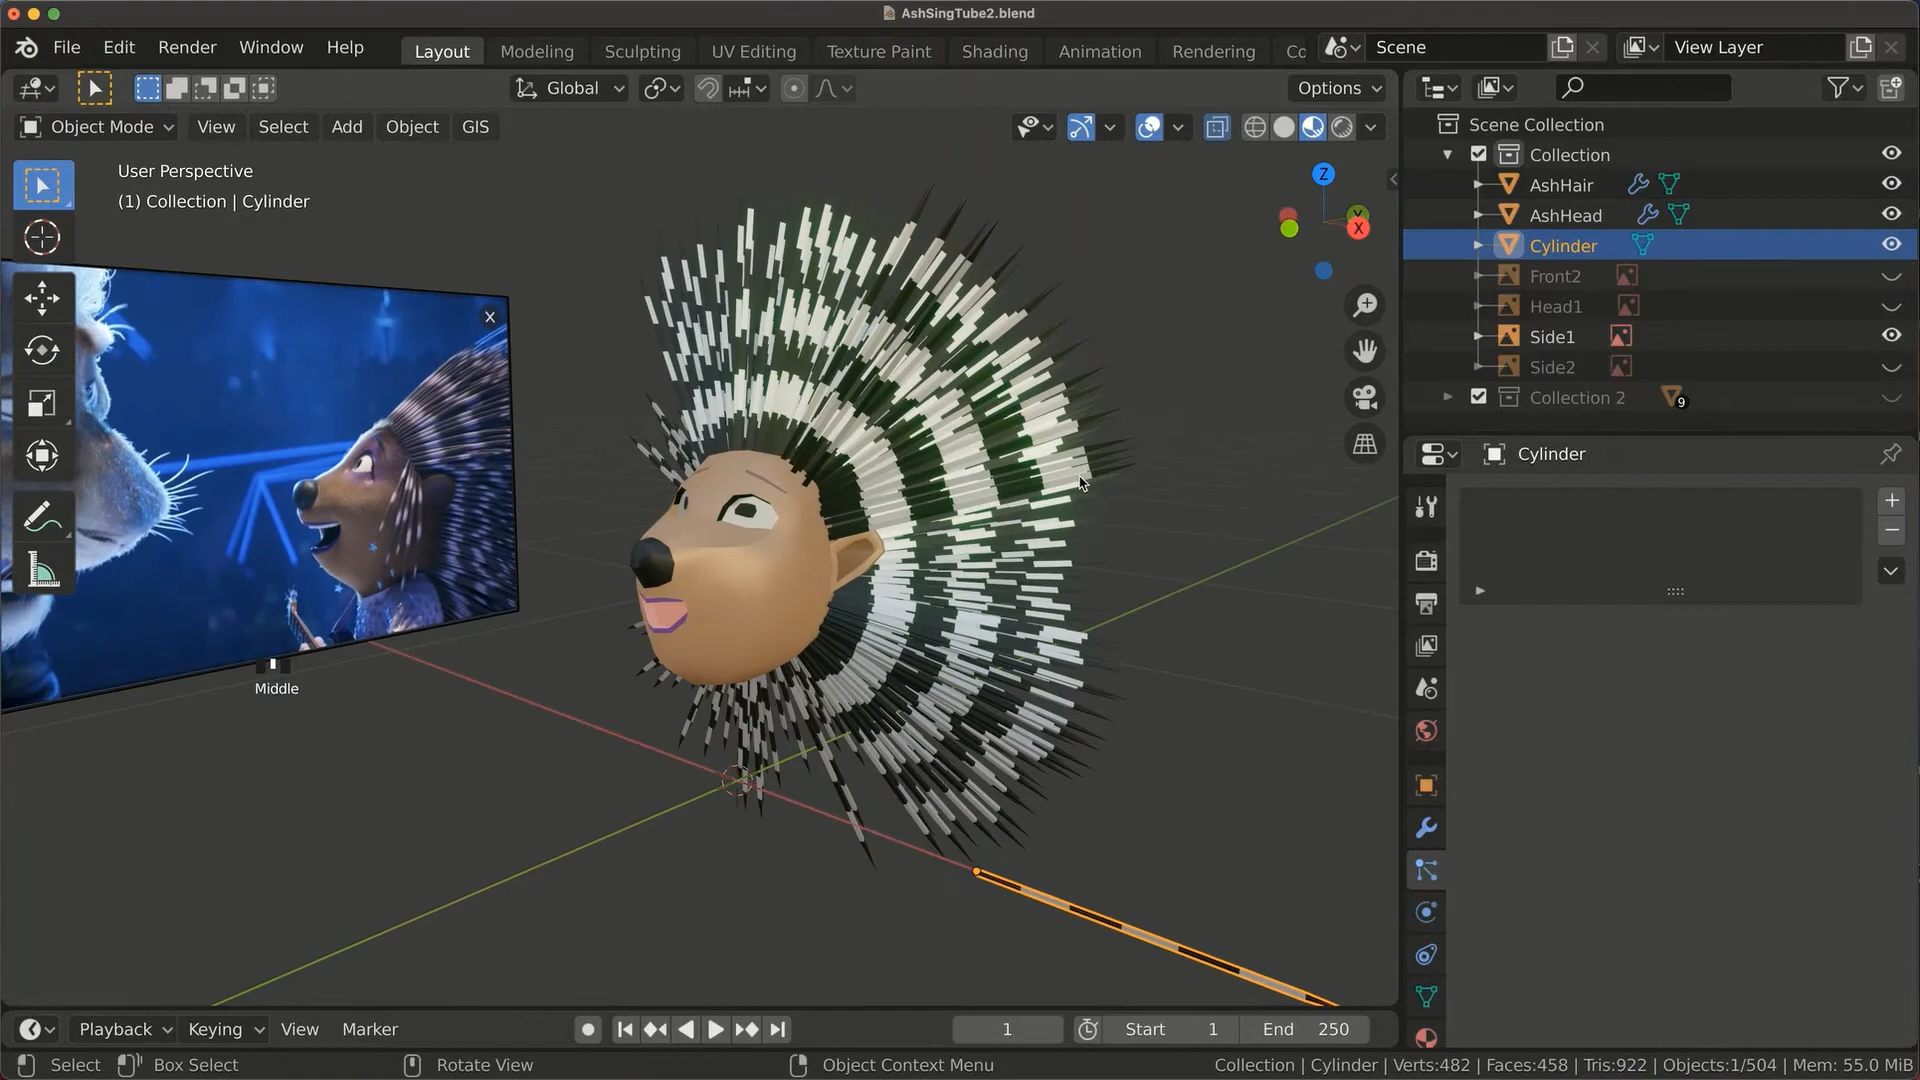 AshSingTube2.blend
File Edit Render Window Help Layout Modeling Sculpting UV Editing Texture Paint Shading Animation Rendering Co Scene View Layer
Global Options
Object Mode View Select Add Object GIS
User Perspective
(1) Collection | Cylinder
Z
Y
X
X
Middle
Scene Collection
Collection
AshHair
AshHead
Cylinder
Front2
Head1
Side1
Side2
Collection 2 9
Cylinder
Playback Keying View Marker 1 Start 1 End 250
Select Box Select Rotate View Object Context Menu Collection | Cylinder | Verts:482 | Faces:458 | Tris:922 | Objects:1/504 | Mem: 55.0 MiB